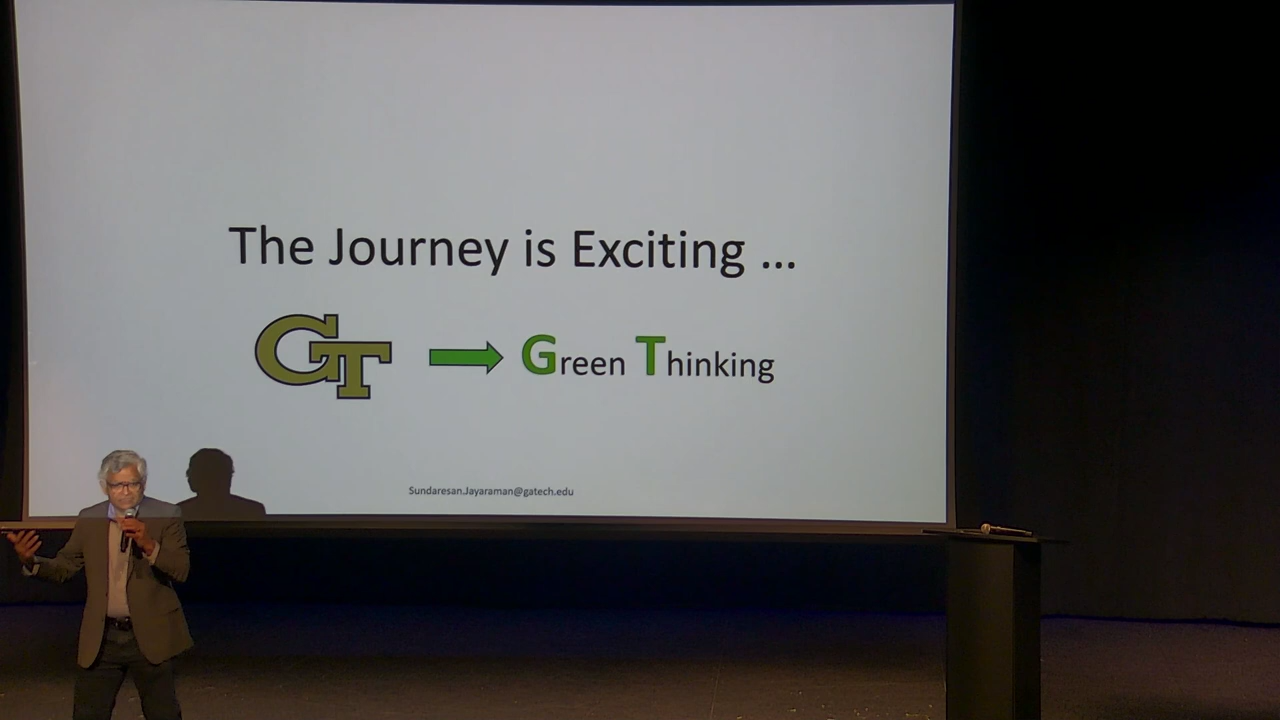 The Journey is Exciting ...
GT Green Thinking
Sundaresan.Jayaraman@gatech.edu